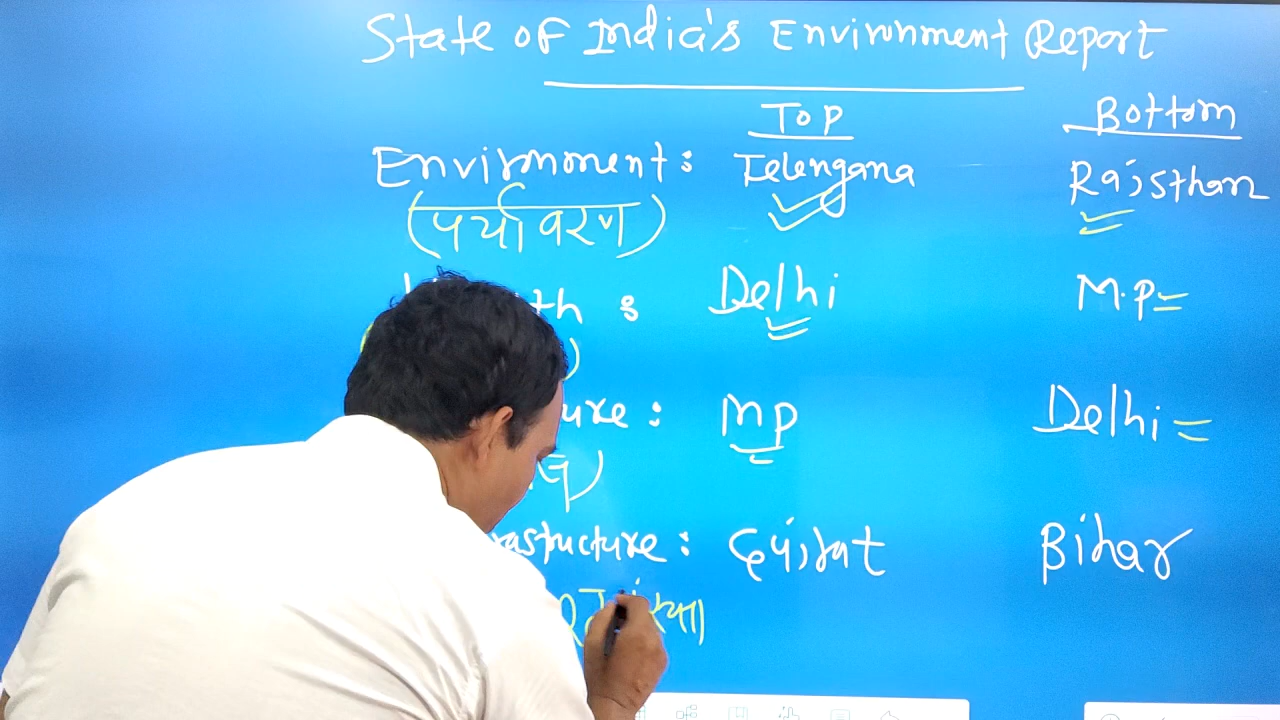 State of India's Environment Report
Top Bottom
Environment: Telengana Rajsthan
(पर्यावरण)
Delhi M.P
MP Delhi
Gujrat Bihar